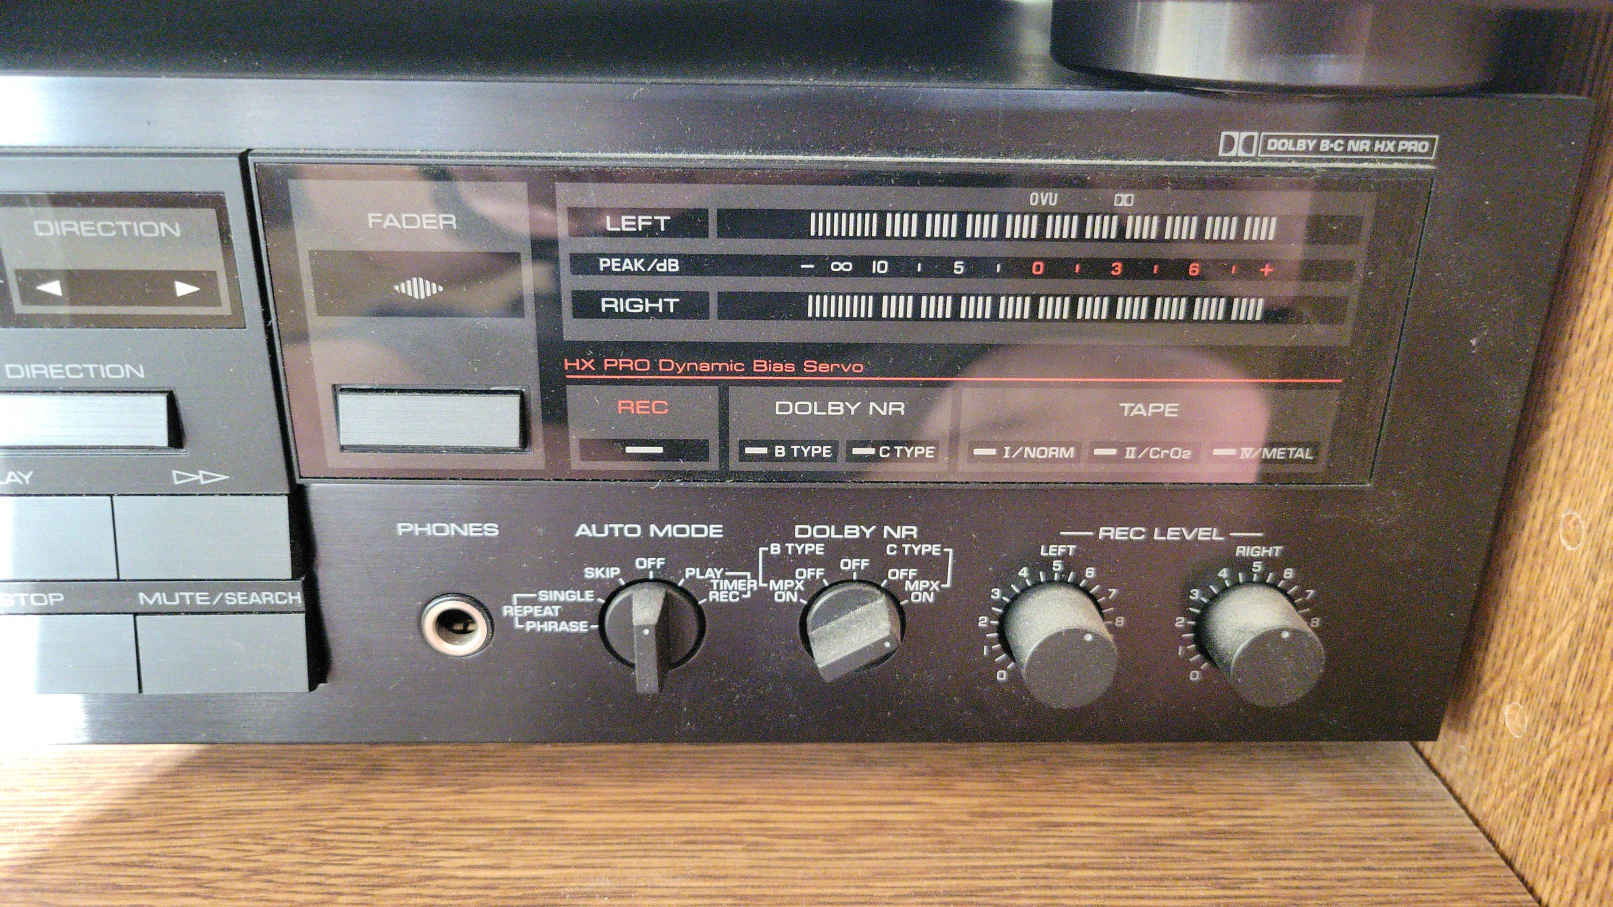 DOLBY B·C NR HX PRO
DIRECTION
FADER
0VU
LEFT
PEAK/dB
− ∞ 10 5 0 3 6 +
RIGHT
HX PRO Dynamic Bias Servo
DIRECTION
REC
DOLBY NR
TAPE
B TYPE
C TYPE
I/NORM
II/CrO2
IV/METAL
LAY
PHONES
AUTO MODE
DOLBY NR
REC LEVEL
STOP
MUTE/SEARCH
OFF
SKIP
PLAY
TIMER
REC
SINGLE
REPEAT
PHRASE
B TYPE
C TYPE
OFF
OFF
OFF
MPX
ON
MPX
ON
LEFT
0 1 2 3 4 5 6 7 8
RIGHT
0 1 2 3 4 5 6 7 8